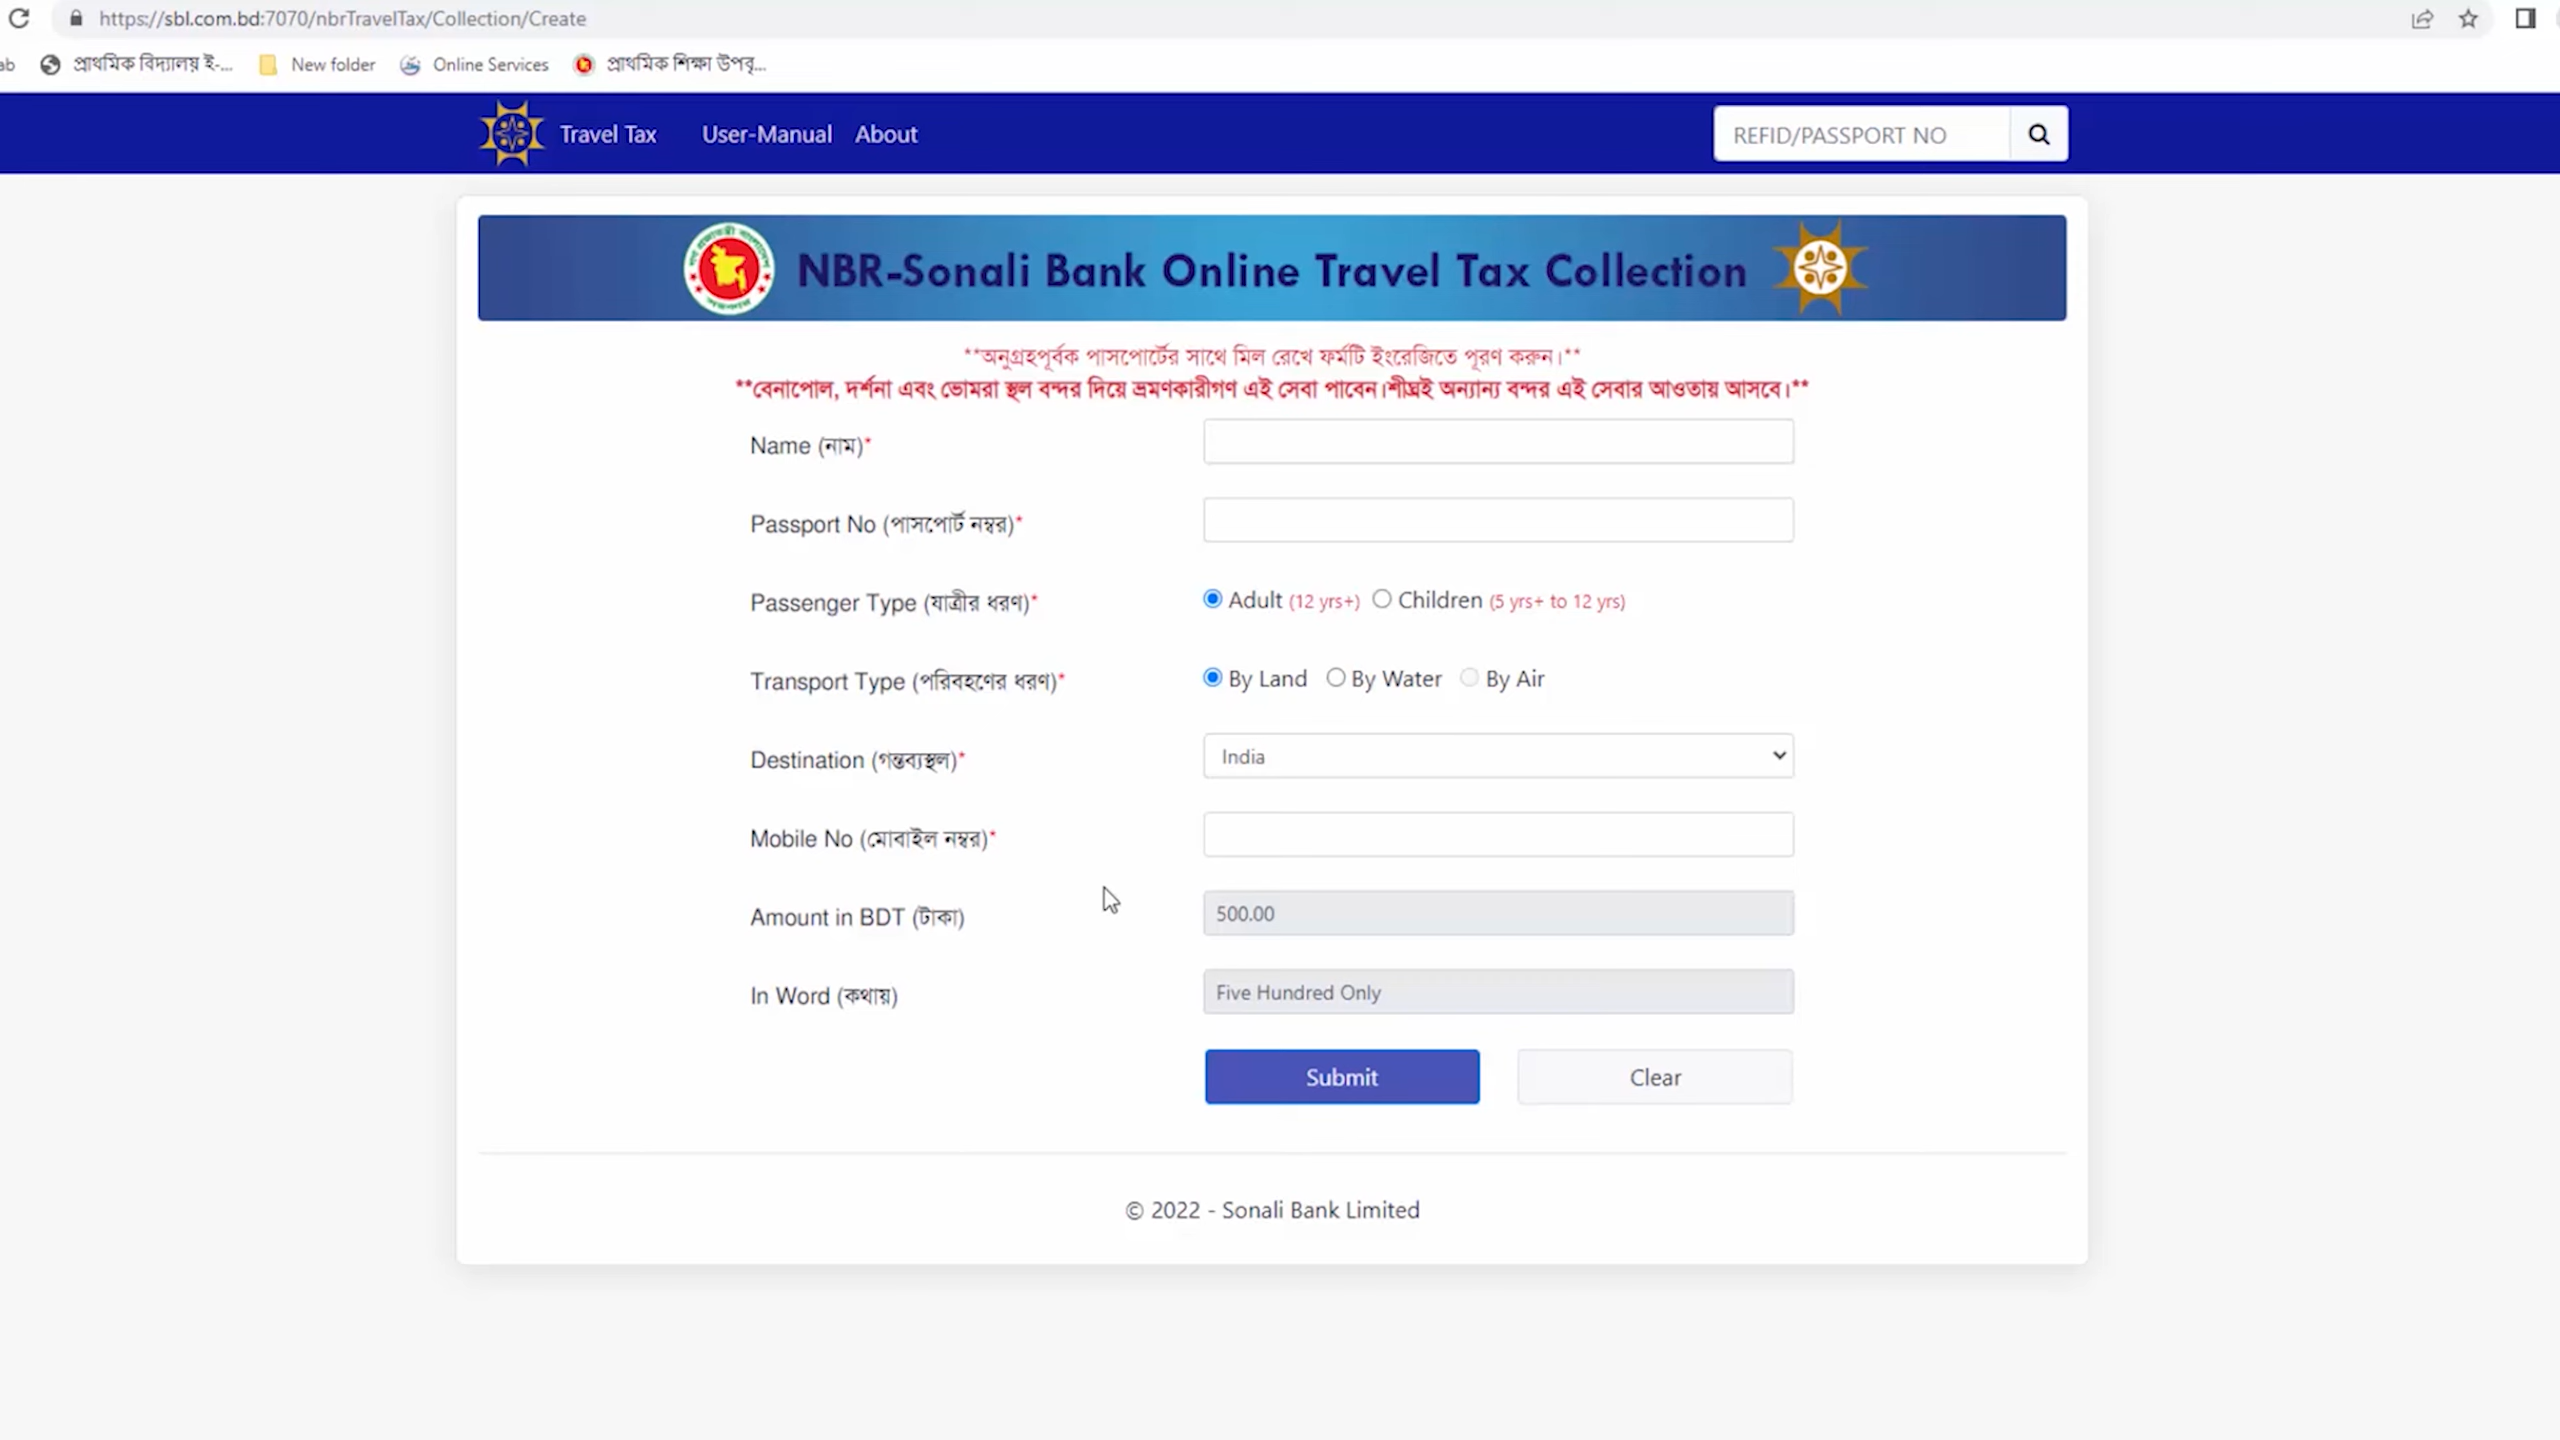 https://sbl.com.bd:7070/nbrTravelTax/Collection/Create
ab প্রাথমিক বিদ্যালয় ই-... New folder Online Services প্রাথমিক শিক্ষা উপবৃ...
Travel Tax User-Manual About REFID/PASSPORT NO
NBR-Sonali Bank Online Travel Tax Collection
**অনুগ্রহপূর্বক পাসপোর্টের সাথে মিল রেখে ফর্মটি ইংরেজিতে পূরণ করুন।**
**বেনাপোল, দর্শনা এবং ভোমরা স্থল বন্দর দিয়ে ভ্রমণকারীগণ এই সেবা পাবেন।শীঘ্রই অন্যান্য বন্দর এই সেবার আওতায় আসবে।**
Name (নাম)*
Passport No (পাসপোর্ট নম্বর)*
Passenger Type (যাত্রীর ধরণ)* Adult (12 yrs+) Children (5 yrs+ to 12 yrs)
Transport Type (পরিবহণের ধরণ)* By Land By Water By Air
Destination (গন্তব্যস্থল)* India
Mobile No (মোবাইল নম্বর)*
Amount in BDT (টাকা) 500.00
In Word (কথায়) Five Hundred Only
Submit Clear
© 2022 - Sonali Bank Limited